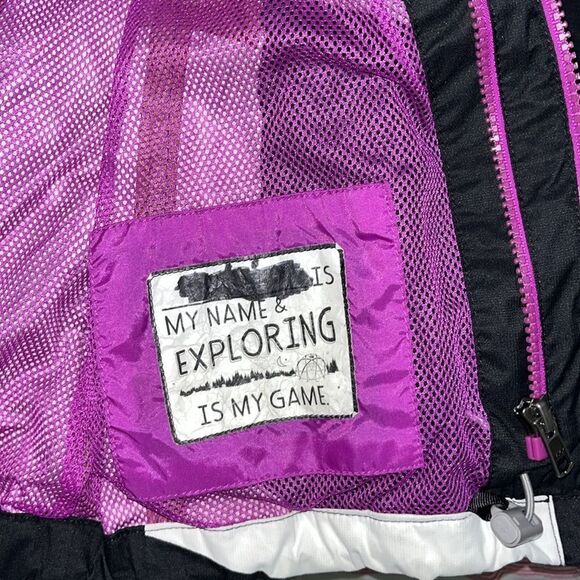 IS
MY NAME &
EXPLORING
IS MY GAME.